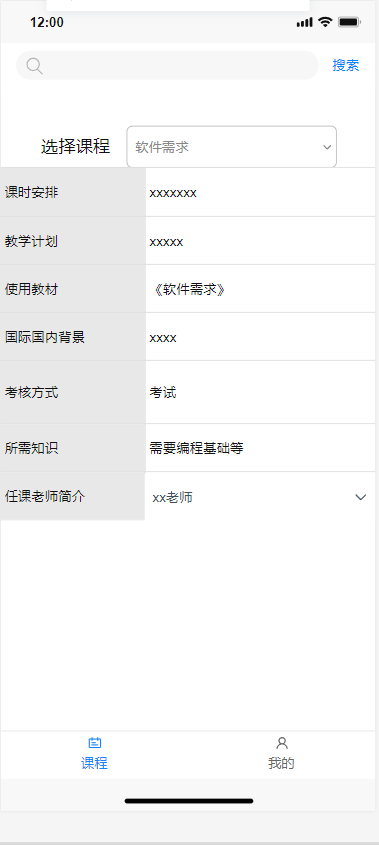 12:00
搜索
选择课程 软件需求
课时安排 xxxxxxx
教学计划 xxxxx
使用教材 《软件需求》
国际国内背景 xxxx
考核方式 考试
所需知识 需要编程基础等
任课老师简介 xx老师
课程 我的